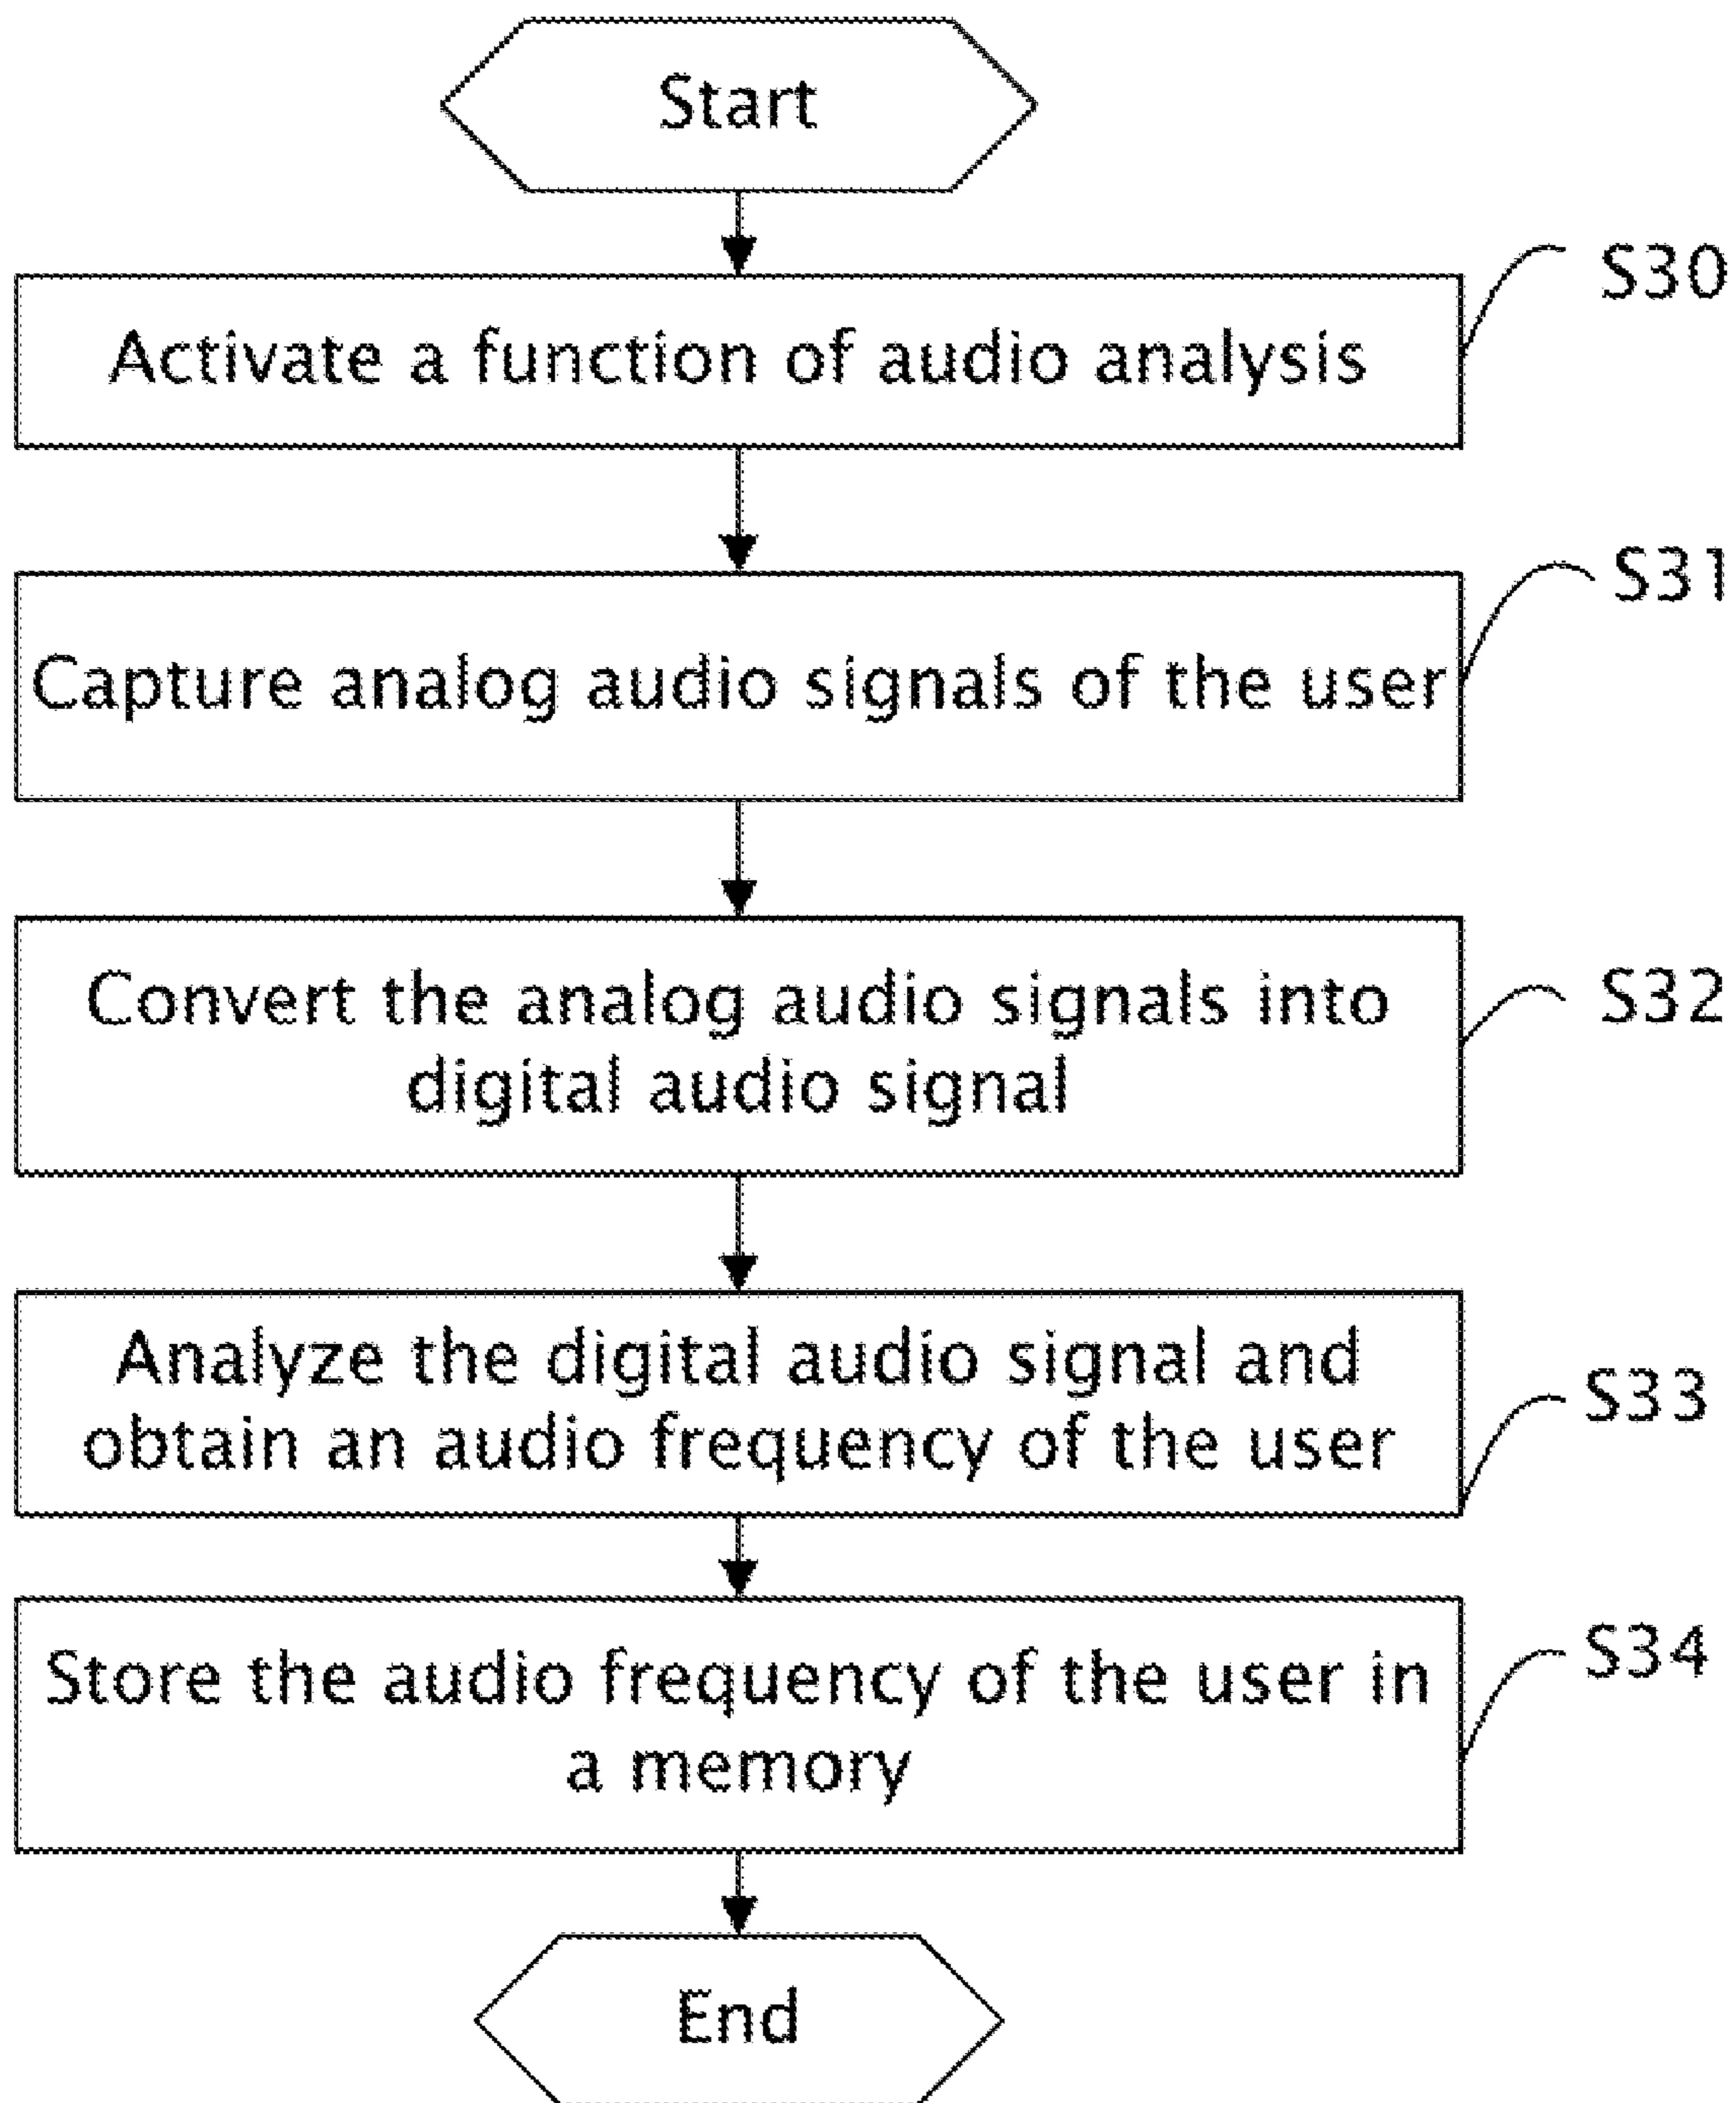 Start
S30
Activate a function of audio analysis
S31
Capture analog audio signals of the user
S32
Convert the analog audio signals into
digital audio signal
S33
Analyze the digital audio signal and
obtain an audio frequency of the user
S34
Store the audio frequency of the user in
a memory
End